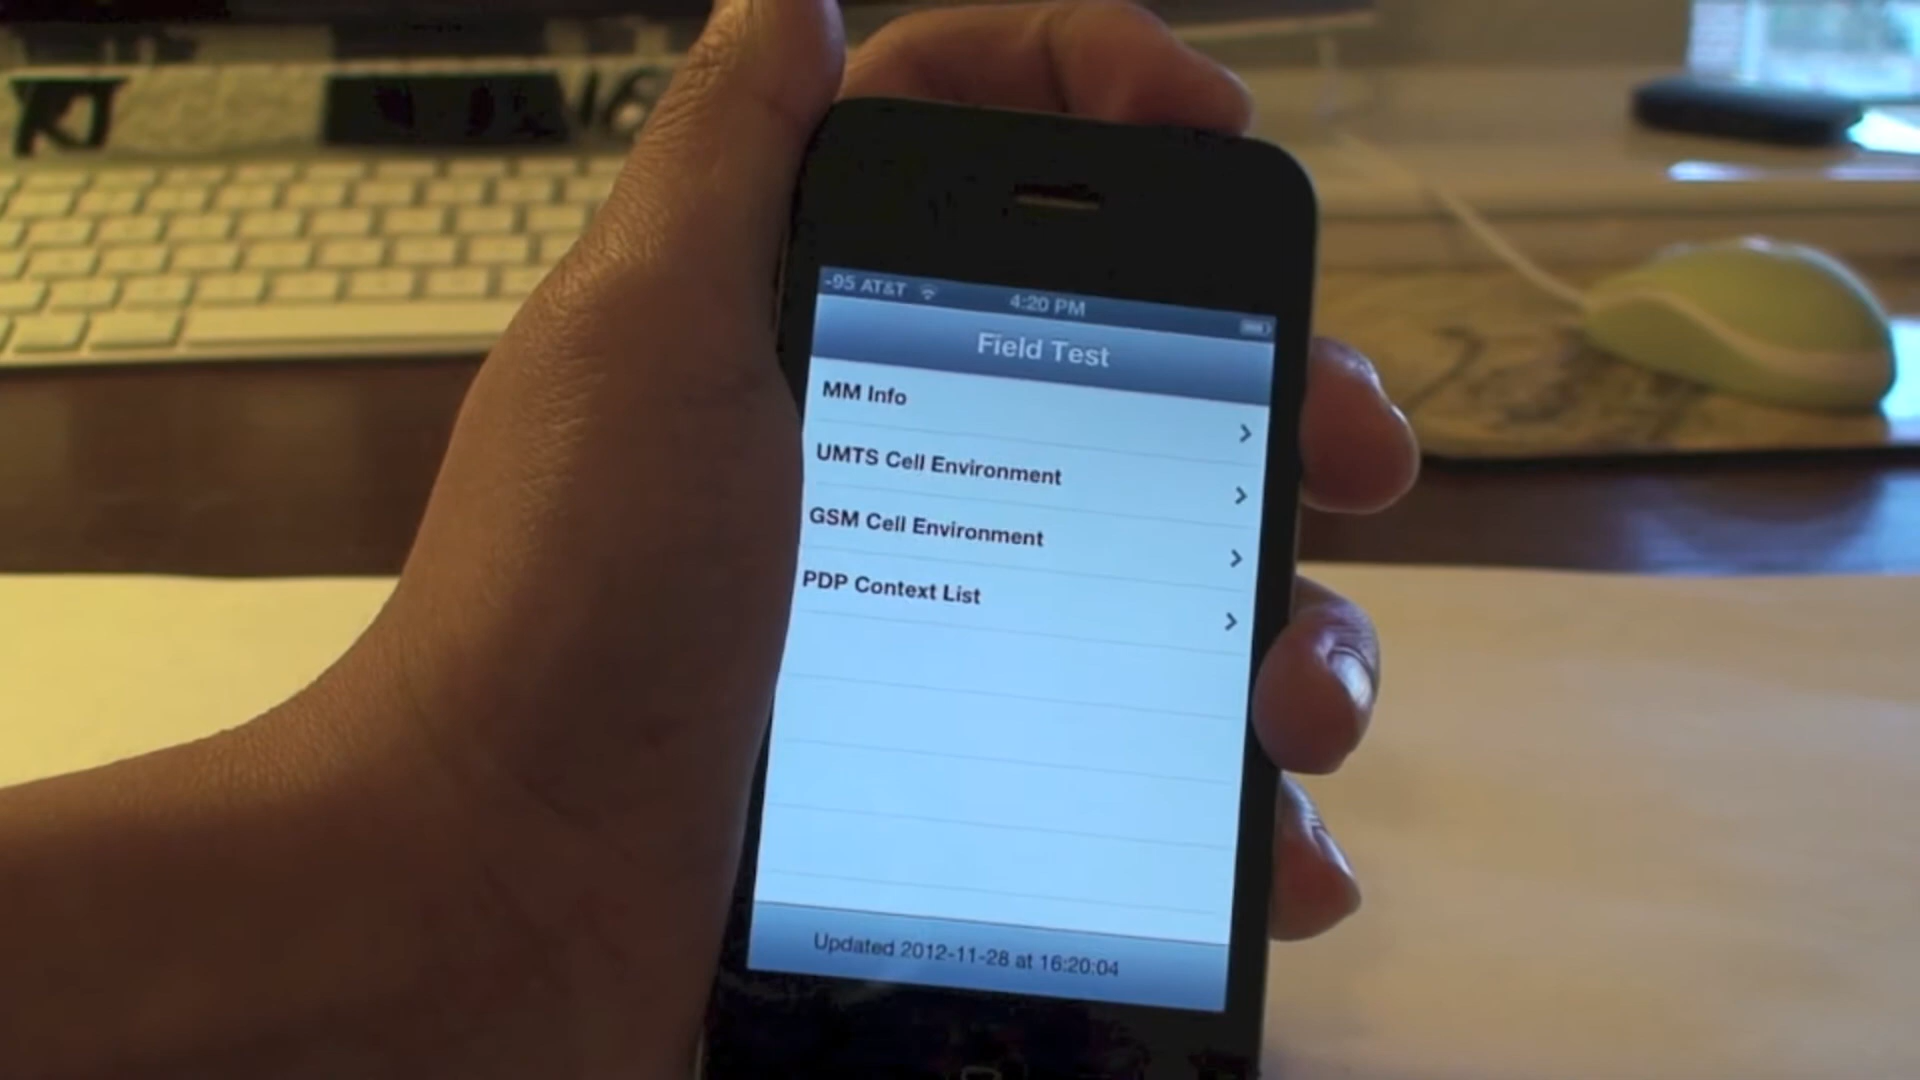 -95 AT&T 4:20 PM
Field Test
MM Info
UMTS Cell Environment
GSM Cell Environment
PDP Context List
Updated 2012-11-28 at 16:20:04